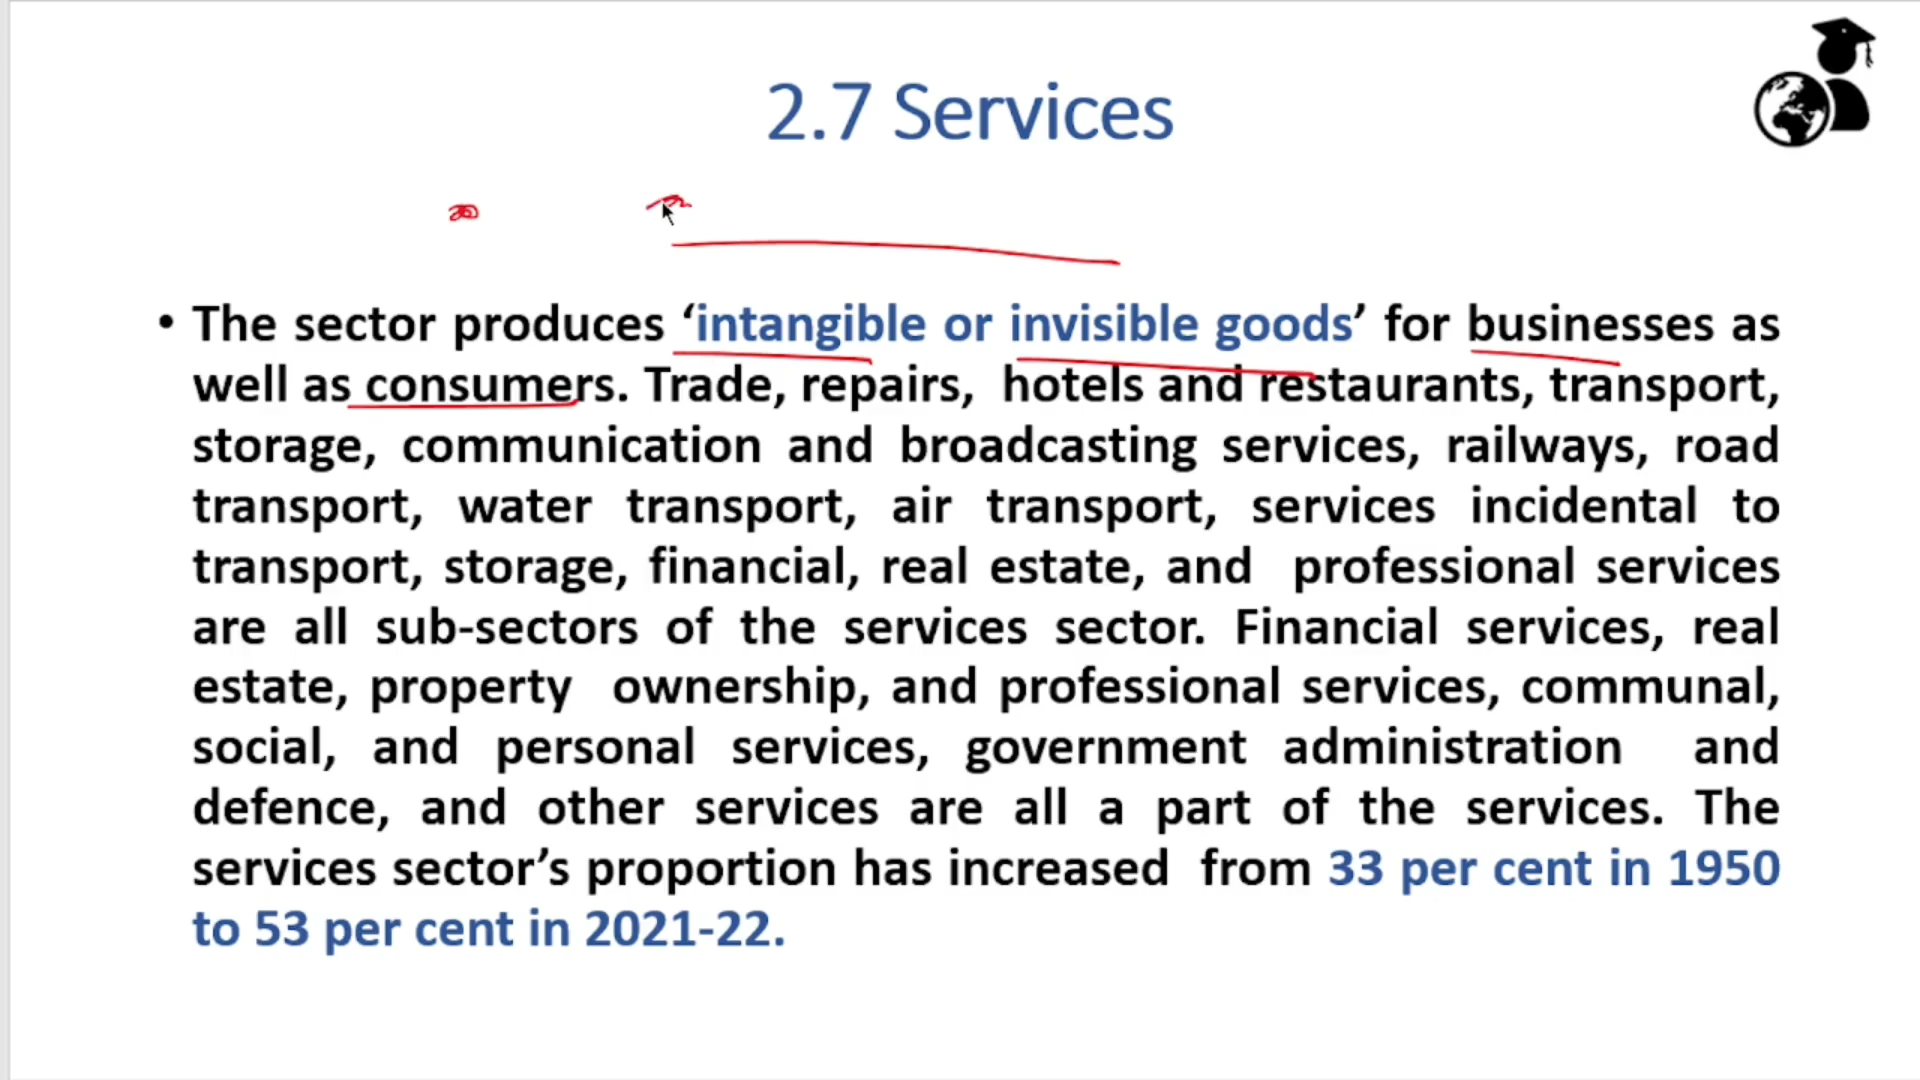 2.7 Services
• The sector produces ‘intangible or invisible goods’ for businesses as
well as consumers. Trade, repairs, hotels and restaurants, transport,
storage, communication and broadcasting services, railways, road
transport, water transport, air transport, services incidental to
transport, storage, financial, real estate, and professional services
are all sub-sectors of the services sector. Financial services, real
estate, property ownership, and professional services, communal,
social, and personal services, government administration and
defence, and other services are all a part of the services. The
services sector’s proportion has increased from 33 per cent in 1950
to 53 per cent in 2021-22.